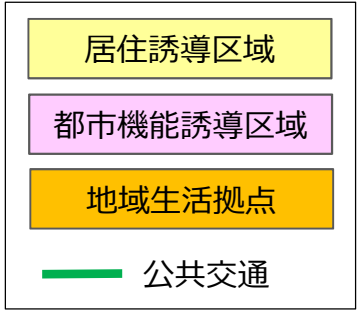 居住誘導区域
都市機能誘導区域
地域生活拠点
公共交通